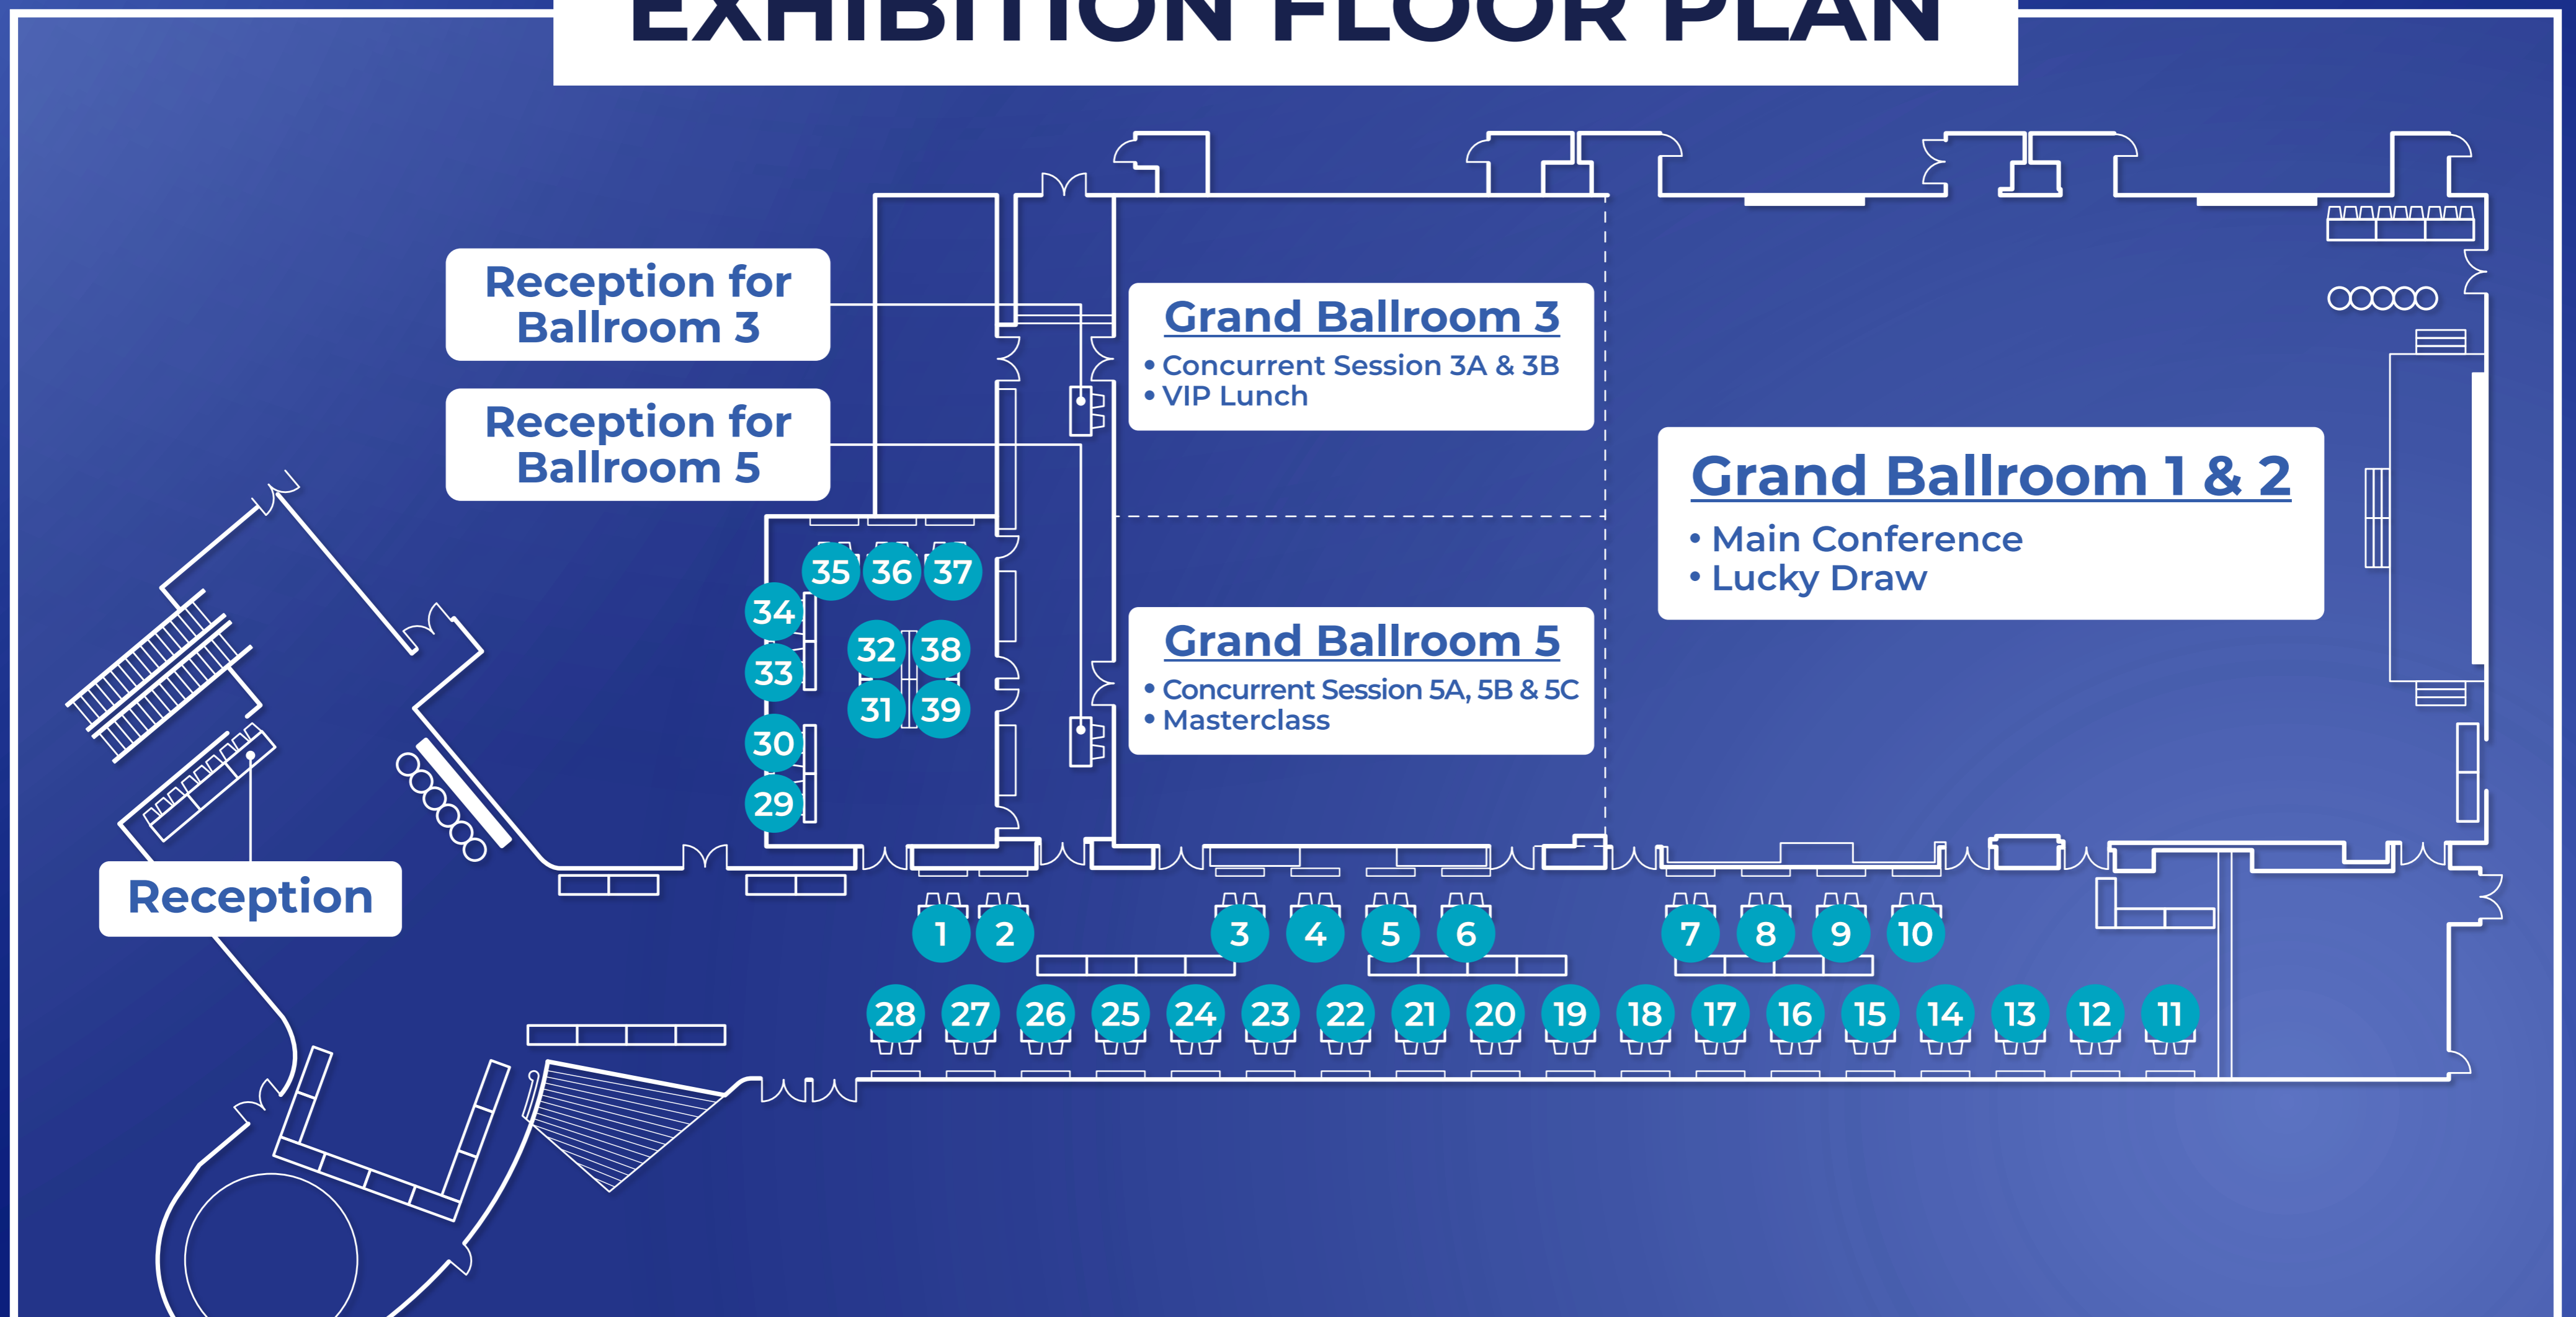 EXHIBITION FLOOR PLAN
Reception for
Ballroom 3
Reception for
Ballroom 5
Grand Ballroom 3
• Concurrent Session 3A & 3B
• VIP Lunch
Grand Ballroom 1 & 2
• Main Conference
• Lucky Draw
Grand Ballroom 5
• Concurrent Session 5A, 5B & 5C
• Masterclass
35 36 37
34
32 38
33
31 39
30
29
Reception
1 2 3 4 5 6 7 8 9 10
28 27 26 25 24 23 22 21 20 19 18 17 16 15 14 13 12 11